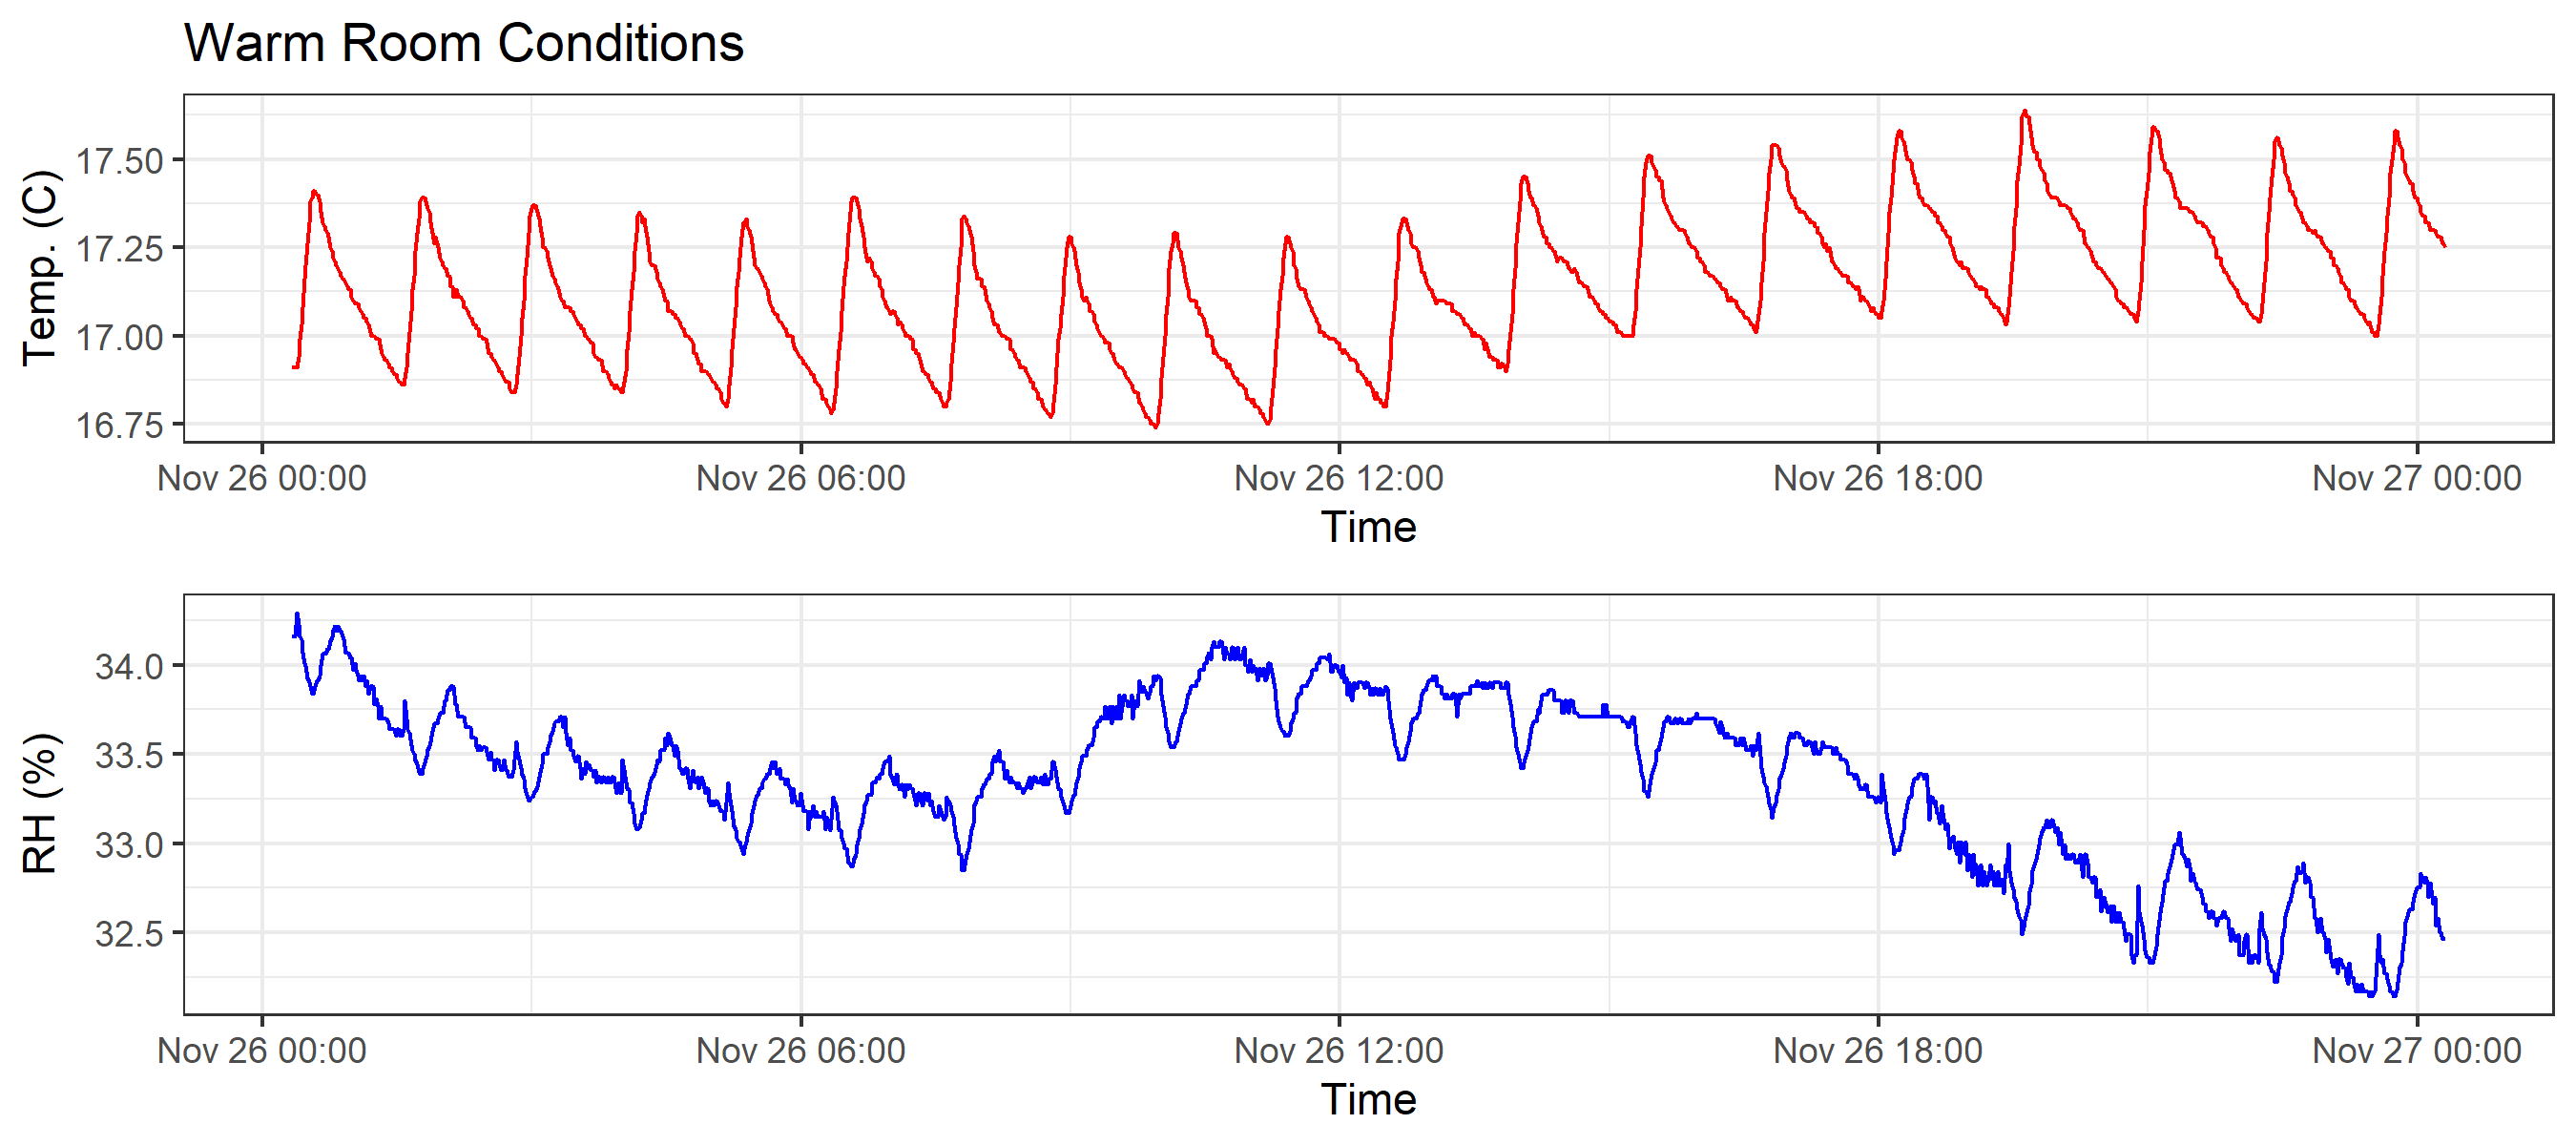 Warm Room Conditions
Temp. (C)
17.50
17.25
17.00
16.75
Nov 26 00:00 Nov 26 06:00 Nov 26 12:00 Nov 26 18:00 Nov 27 00:00
Time
RH (%)
34.0
33.5
33.0
32.5
Nov 26 00:00 Nov 26 06:00 Nov 26 12:00 Nov 26 18:00 Nov 27 00:00
Time